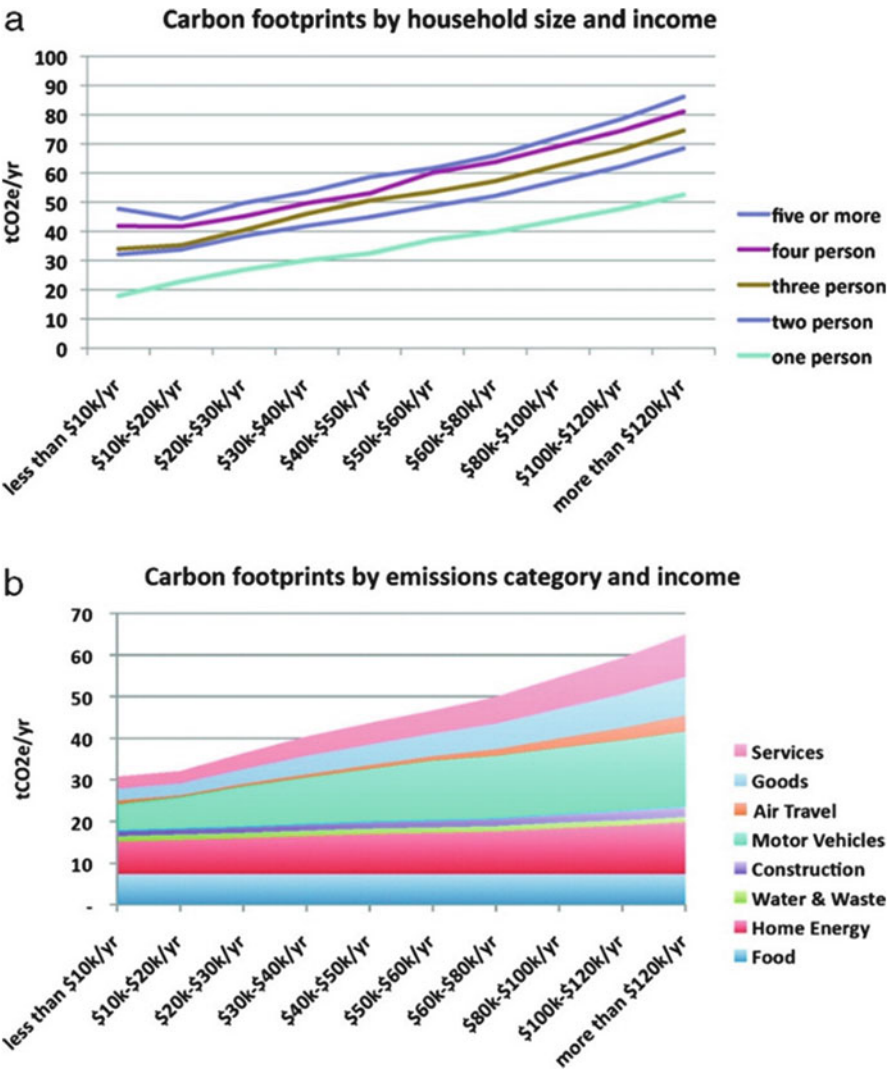 a
Carbon footprints by household size and income
100
90
80
70
60
50
40
30
20
10
0
tCO2e/yr
less than $10k/yr
$10k-$20k/yr
$20k-$30k/yr
$30k-$40k/yr
$40k-$50k/yr
$50k-$60k/yr
$60k-$80k/yr
$80k-$100k/yr
$100k-$120k/yr
more than $120k/yr
five or more
four person
three person
two person
one person
b
Carbon footprints by emissions category and income
70
60
50
40
30
20
10
-
tCO2e/yr
less than $10k/yr
$10k-$20k/yr
$20k-$30k/yr
$30k-$40k/yr
$40k-$50k/yr
$50k-$60k/yr
$60k-$80k/yr
$80k-$100k/yr
$100k-$120k/yr
more than $120k/yr
Services
Goods
Air Travel
Motor Vehicles
Construction
Water & Waste
Home Energy
Food